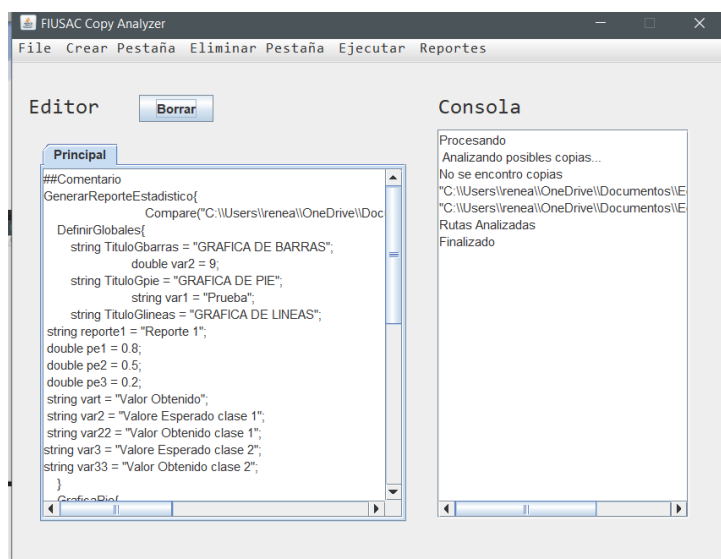 FIUSAC Copy Analyzer
File Crear Pestaña Eliminar Pestaña Ejecutar Reportes
Editor
Borrar
Principal
##Comentario
GenerarReporteEstadistico{
Compare("C:\\Users\\renea\\OneDrive\\Doc
DefinirGlobales{
string TituloGbarras = "GRAFICA DE BARRAS";
double var2 = 9;
string TituloGpie = "GRAFICA DE PIE";
string var1 = "Prueba";
string TituloGlineas = "GRAFICA DE LINEAS";
string reporte1 = "Reporte 1";
double pe1 = 0.8;
double pe2 = 0.5;
double pe3 = 0.2;
string vart = "Valor Obtenido";
string var2 = "Valore Esperado clase 1";
string var22 = "Valor Obtenido clase 1";
string var3 = "Valore Esperado clase 2";
string var33 = "Valor Obtenido clase 2";
}
GraficaPie{
Consola
Procesando
Analizando posibles copias...
No se encontro copias
"C:\\Users\\renea\\OneDrive\\Documentos\\E
"C:\\Users\\renea\\OneDrive\\Documentos\\E
Rutas Analizadas
Finalizado